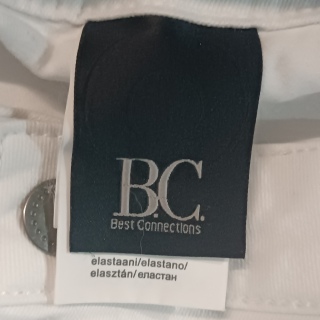 B.C.
Best Connections
elastaani/elastano/
elasztán/еластан